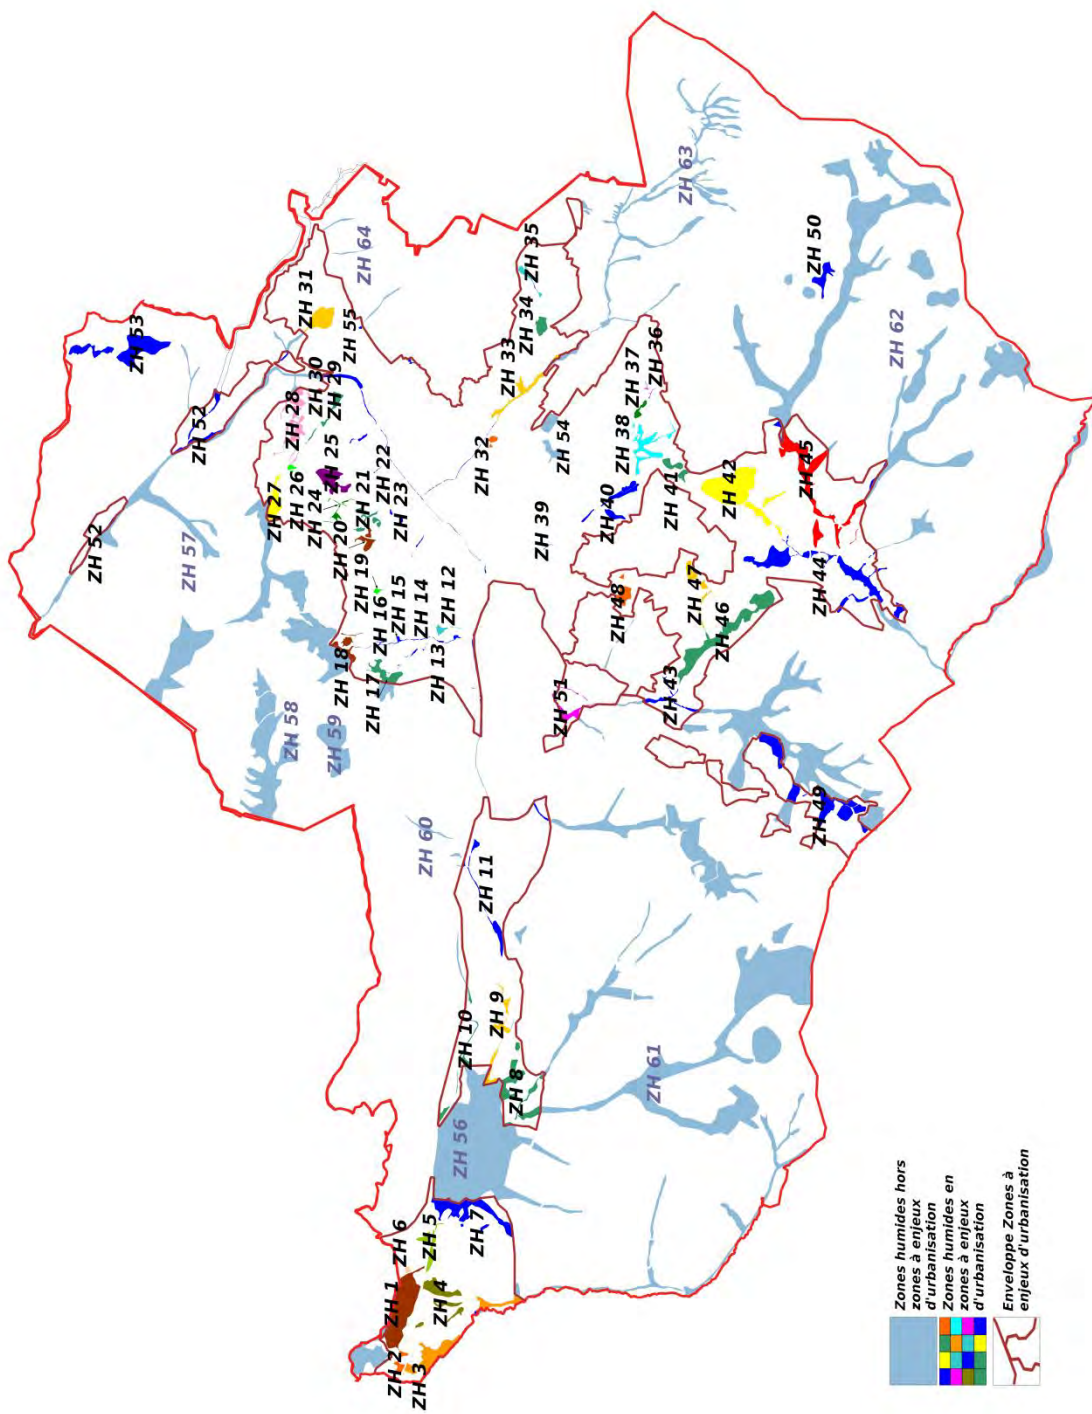 ZH 1
ZH 2
ZH 3
ZH 4
ZH 5
ZH 6
ZH 7
ZH 56
ZH 8
ZH 9
ZH 10
ZH 11
ZH 60
ZH 61
ZH 58
ZH 59
ZH 57
ZH 52
ZH 52
ZH 53
ZH 12
ZH 13
ZH 14
ZH 15
ZH 16
ZH 17
ZH 18
ZH 19
ZH 20
ZH 21
ZH 22
ZH 23
ZH 24
ZH 25
ZH 26
ZH 27
ZH 28
ZH 29
ZH 30
ZH 31
ZH 55
ZH 64
ZH 32
ZH 33
ZH 34
ZH 35
ZH 54
ZH 36
ZH 37
ZH 38
ZH 39
ZH 40
ZH 41
ZH 42
ZH 43
ZH 44
ZH 45
ZH 46
ZH 47
ZH 48
ZH 49
ZH 50
ZH 51
ZH 62
ZH 63
Zones humides hors
zones à enjeux
d'urbanisation
Zones humides en
zones à enjeux
d'urbanisation
Enveloppe Zones à
enjeux d'urbanisation